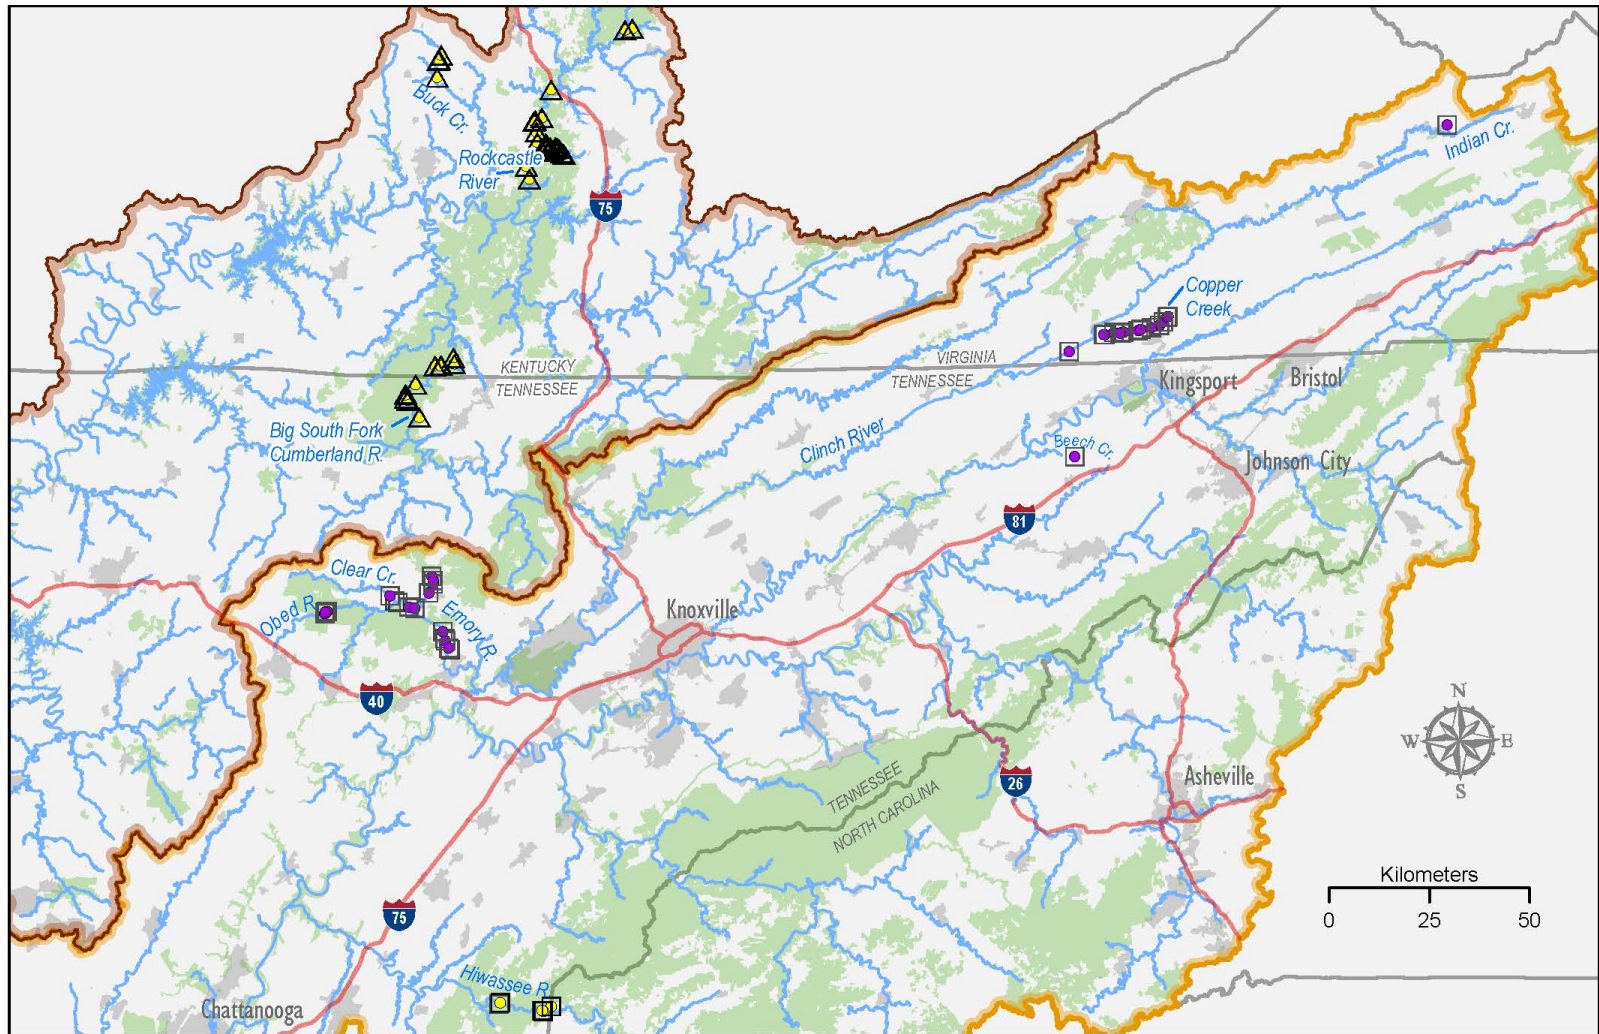 Buck Cr.
Rockcastle
River
75
Indian Cr.
Copper
Creek
KENTUCKY
TENNESSEE
VIRGINIA
TENNESSEE
Kingsport
Bristol
Big South Fork
Cumberland R.
Clinch River
Beech Cr.
Johnson City
81
Clear Cr.
Obed R.
Emory R.
Knoxville
40
N
W
E
S
TENNESSEE
NORTH CAROLINA
26
Asheville
Kilometers
0 25 50
75
Hiwassee R.
Chattanooga